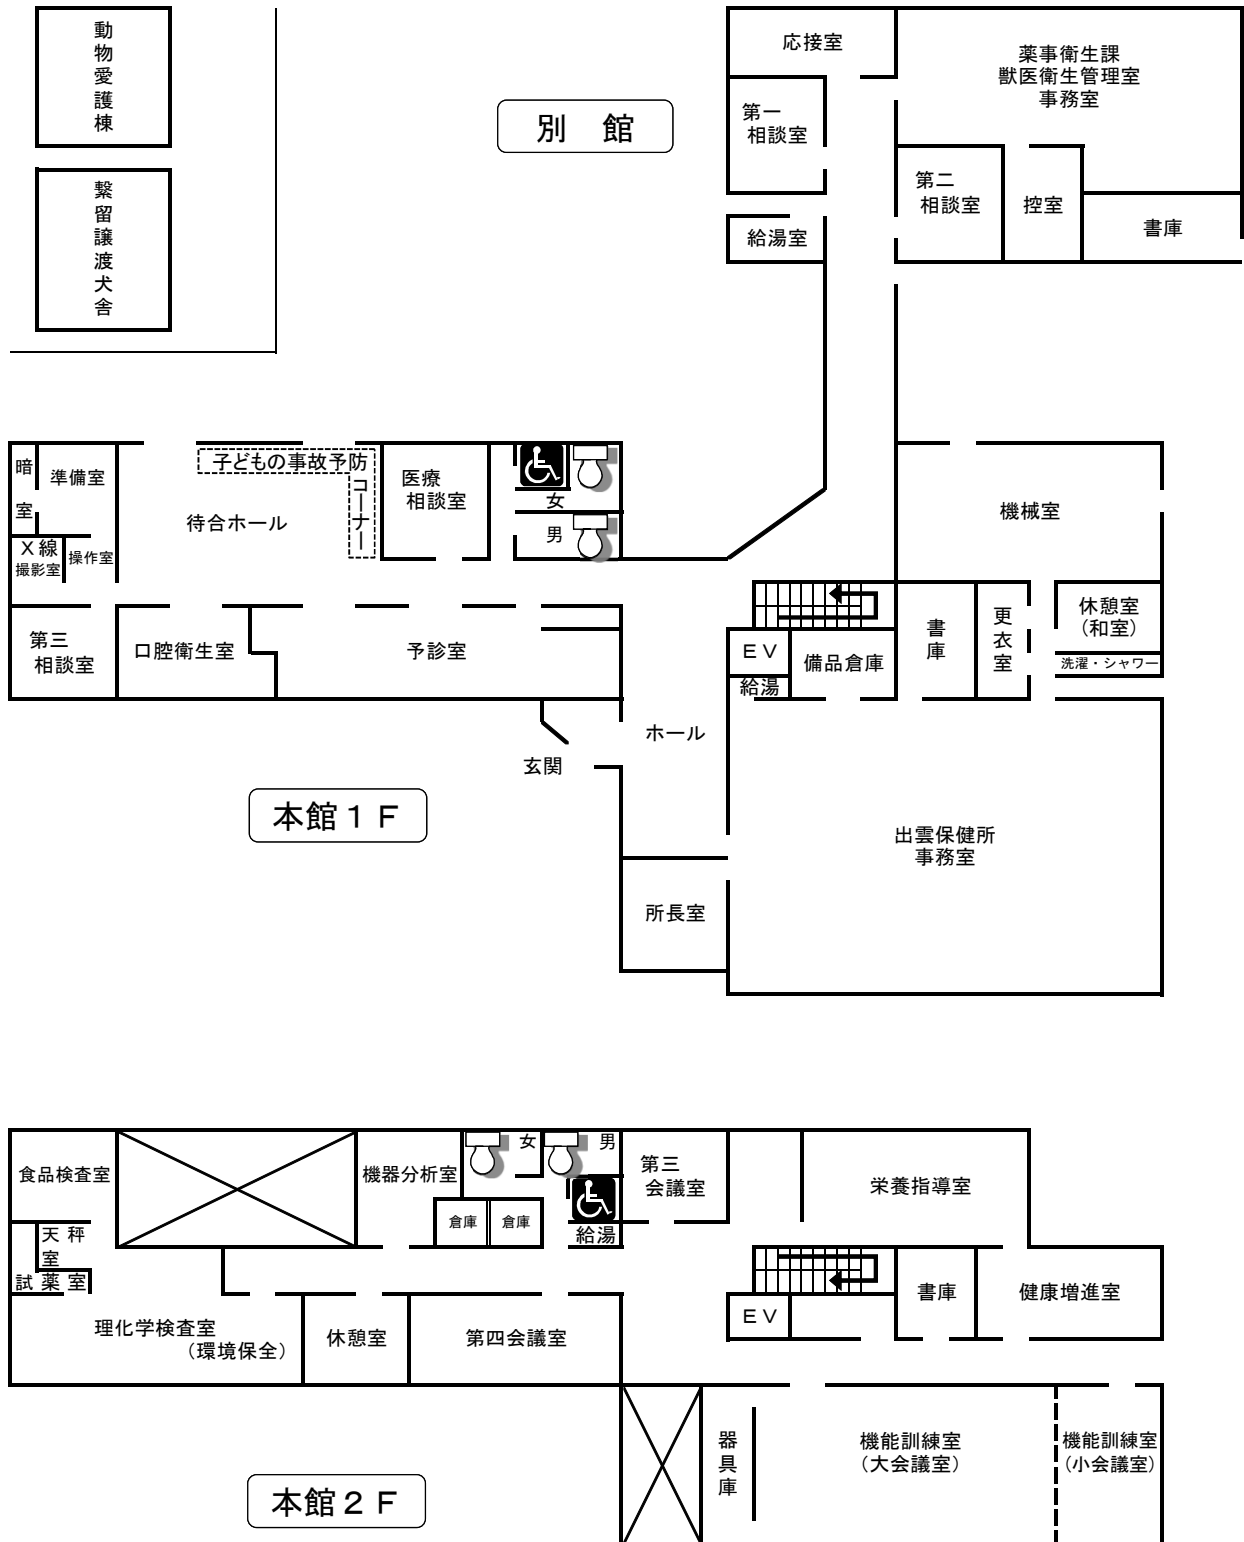 動物愛護棟
繋留譲渡犬舎
別 館
応接室
薬事衛生課
獣医衛生管理室
事務室
第一
相談室
第二
相談室
控室
書庫
給湯室
暗室
準備室
X線
撮影室
操作室
待合ホール
子どもの事故予防
コーナー
医療
相談室
女
男
機械室
第三
相談室
口腔衛生室
予診室
EV
給湯
備品倉庫
書庫
更衣室
休憩室
(和室)
洗濯・シャワー
ホール
玄関
本館1F
出雲保健所
事務室
所長室
食品検査室
機器分析室
女
男
倉庫
倉庫
給湯
第三
会議室
栄養指導室
天秤室
試薬室
理化学検査室
(環境保全)
休憩室
第四会議室
EV
書庫
健康増進室
器具庫
機能訓練室
(大会議室)
機能訓練室
(小会議室)
本館2F